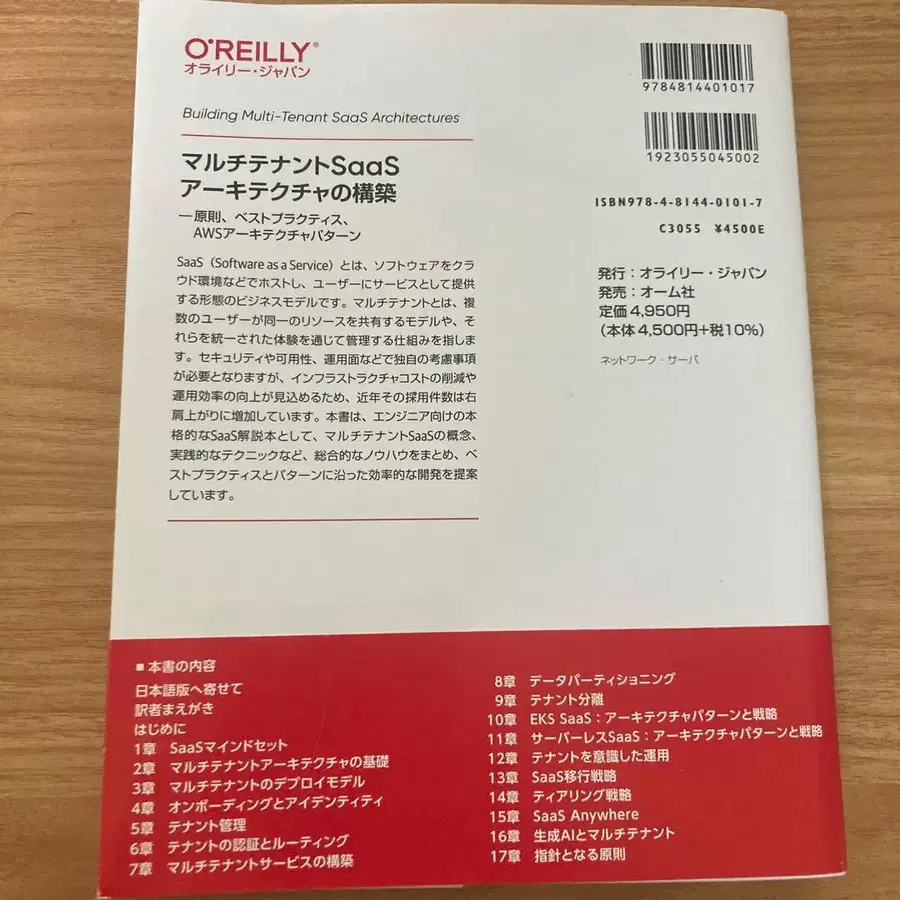 O'REILLY®
オライリー・ジャパン
Building Multi-Tenant SaaS Architectures
マルチテナントSaaS
アーキテクチャの構築
―原則、ベストプラクティス、
AWSアーキテクチャパターン
SaaS（Software as a Service）とは、ソフトウェアをクラ
ウド環境などでホストし、ユーザーにサービスとして提供
する形態のビジネスモデルです。マルチテナントとは、複
数のユーザーが同一のリソースを共有するモデルや、そ
れらを統一された体験を通じて管理する仕組みを指しま
す。セキュリティや可用性、運用面などで独自の考慮事項
が必要となりますが、インフラストラクチャコストの削減や
運用効率の向上が見込めるため、近年その採用件数は右
肩上がりに増加しています。本書は、エンジニア向けの本
格的なSaaS解説本として、マルチテナントSaaSの概念、
実践的なテクニックなど、総合的なノウハウをまとめ、ベ
ストプラクティスとパターンに沿った効率的な開発を提案
しています。
9784814401017
1923055045002
ISBN978-4-8144-0101-7
C3055 ¥4500E
発行：オライリー・ジャパン
発売：オーム社
定価4,950円
（本体4,500円+税10%）
ネットワーク・サーバ
■本書の内容
日本語版へ寄せて
訳者まえがき
はじめに
1章 SaaSマインドセット
2章 マルチテナントアーキテクチャの基礎
3章 マルチテナントのデプロイモデル
4章 オンボーディングとアイデンティティ
5章 テナント管理
6章 テナントの認証とルーティング
7章 マルチテナントサービスの構築
8章 データパーティショニング
9章 テナント分離
10章 EKS SaaS：アーキテクチャパターンと戦略
11章 サーバーレスSaaS：アーキテクチャパターンと戦略
12章 テナントを意識した運用
13章 SaaS移行戦略
14章 ティアリング戦略
15章 SaaS Anywhere
16章 生成AIとマルチテナント
17章 指針となる原則